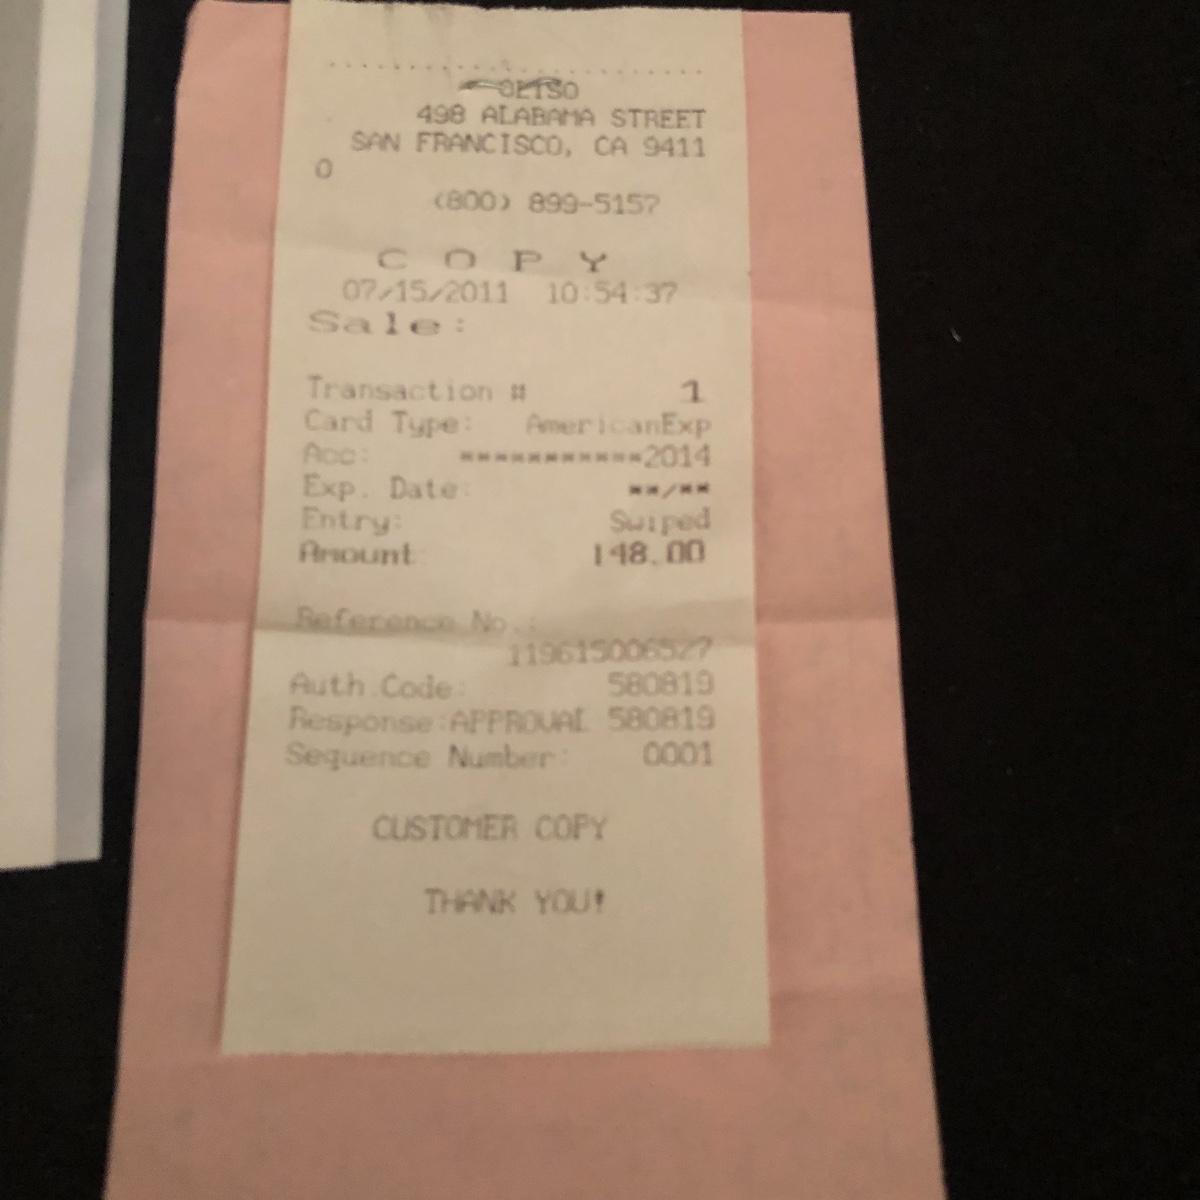 OLISO
498 ALABAMA STREET
SAN FRANCISCO, CA 9411
0
(800) 899-5157
COPY
07/15/2011 10:54:37
Sale:
Transaction # 1
Card Type: AmericanExp
Acc: ***********2014
Exp. Date: **/**
Entry: Swiped
Amount: 148.00
Reference No.:
119615006527
Auth.Code: 580819
Response:APPROVAL 580819
Sequence Number: 0001
CUSTOMER COPY
THANK YOU!